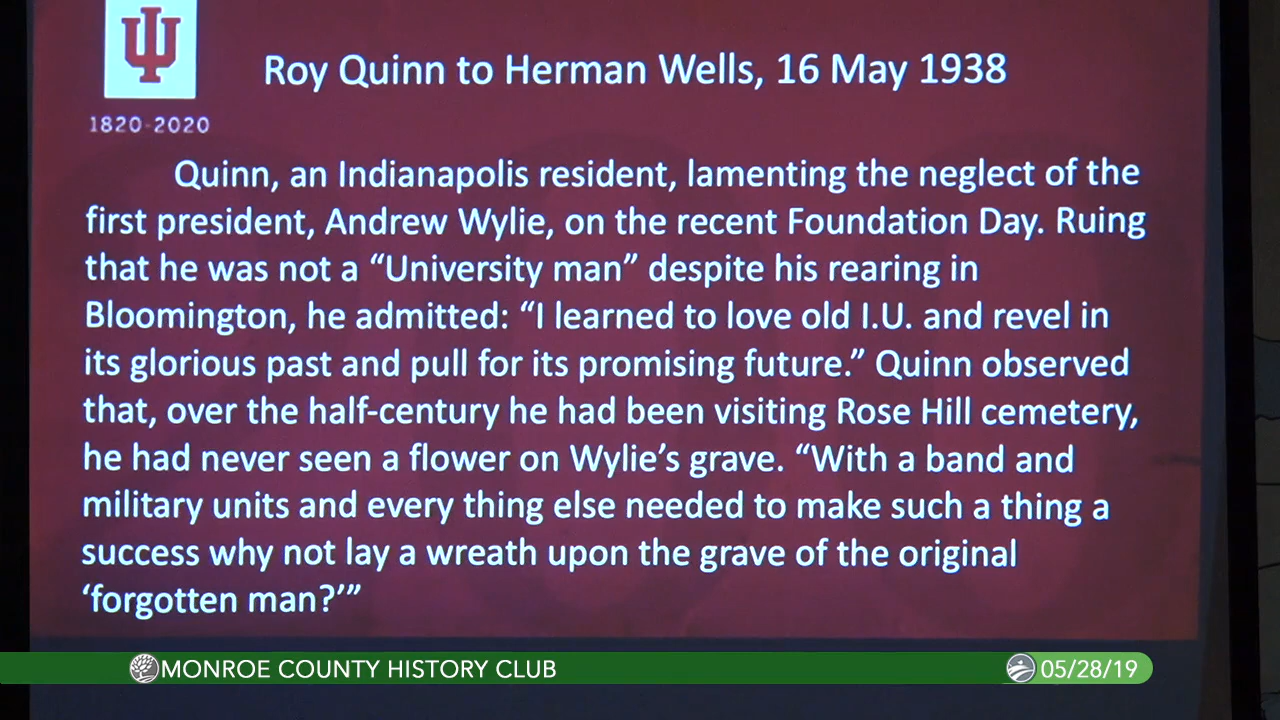 Roy Quinn to Herman Wells, 16 May 1938
1820-2020
Quinn, an Indianapolis resident, lamenting the neglect of the
first president, Andrew Wylie, on the recent Foundation Day. Ruing
that he was not a “University man” despite his rearing in
Bloomington, he admitted: “I learned to love old I.U. and revel in
its glorious past and pull for its promising future.” Quinn observed
that, over the half-century he had been visiting Rose Hill cemetery,
he had never seen a flower on Wylie’s grave. “With a band and
military units and every thing else needed to make such a thing a
success why not lay a wreath upon the grave of the original
‘forgotten man?’”
MONROE COUNTY HISTORY CLUB
05/28/19